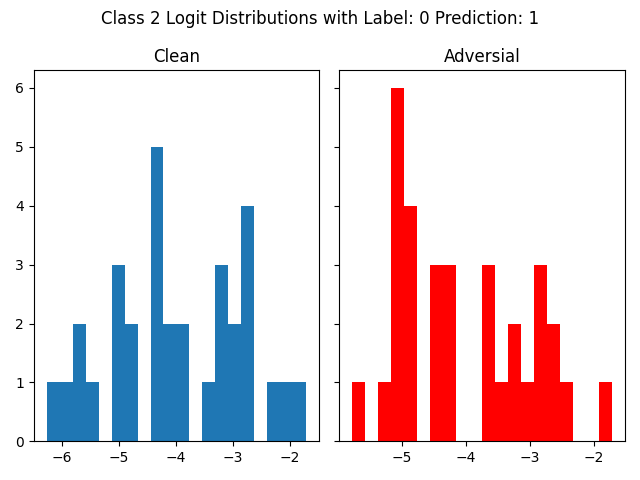 Class 2 Logit Distributions with Label: 0 Prediction: 1
Clean
Adversial
6
5
4
3
2
1
0
−6 −5 −4 −3 −2
−5 −4 −3 −2